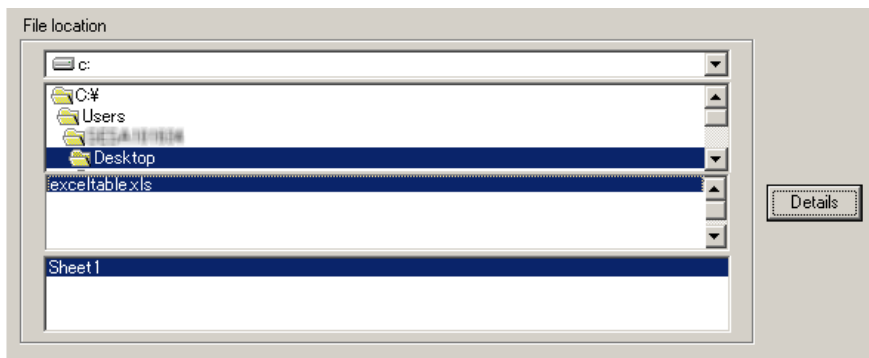 File location
c:
C:¥
Users
Desktop
exceltable.xls
Details
Sheet1